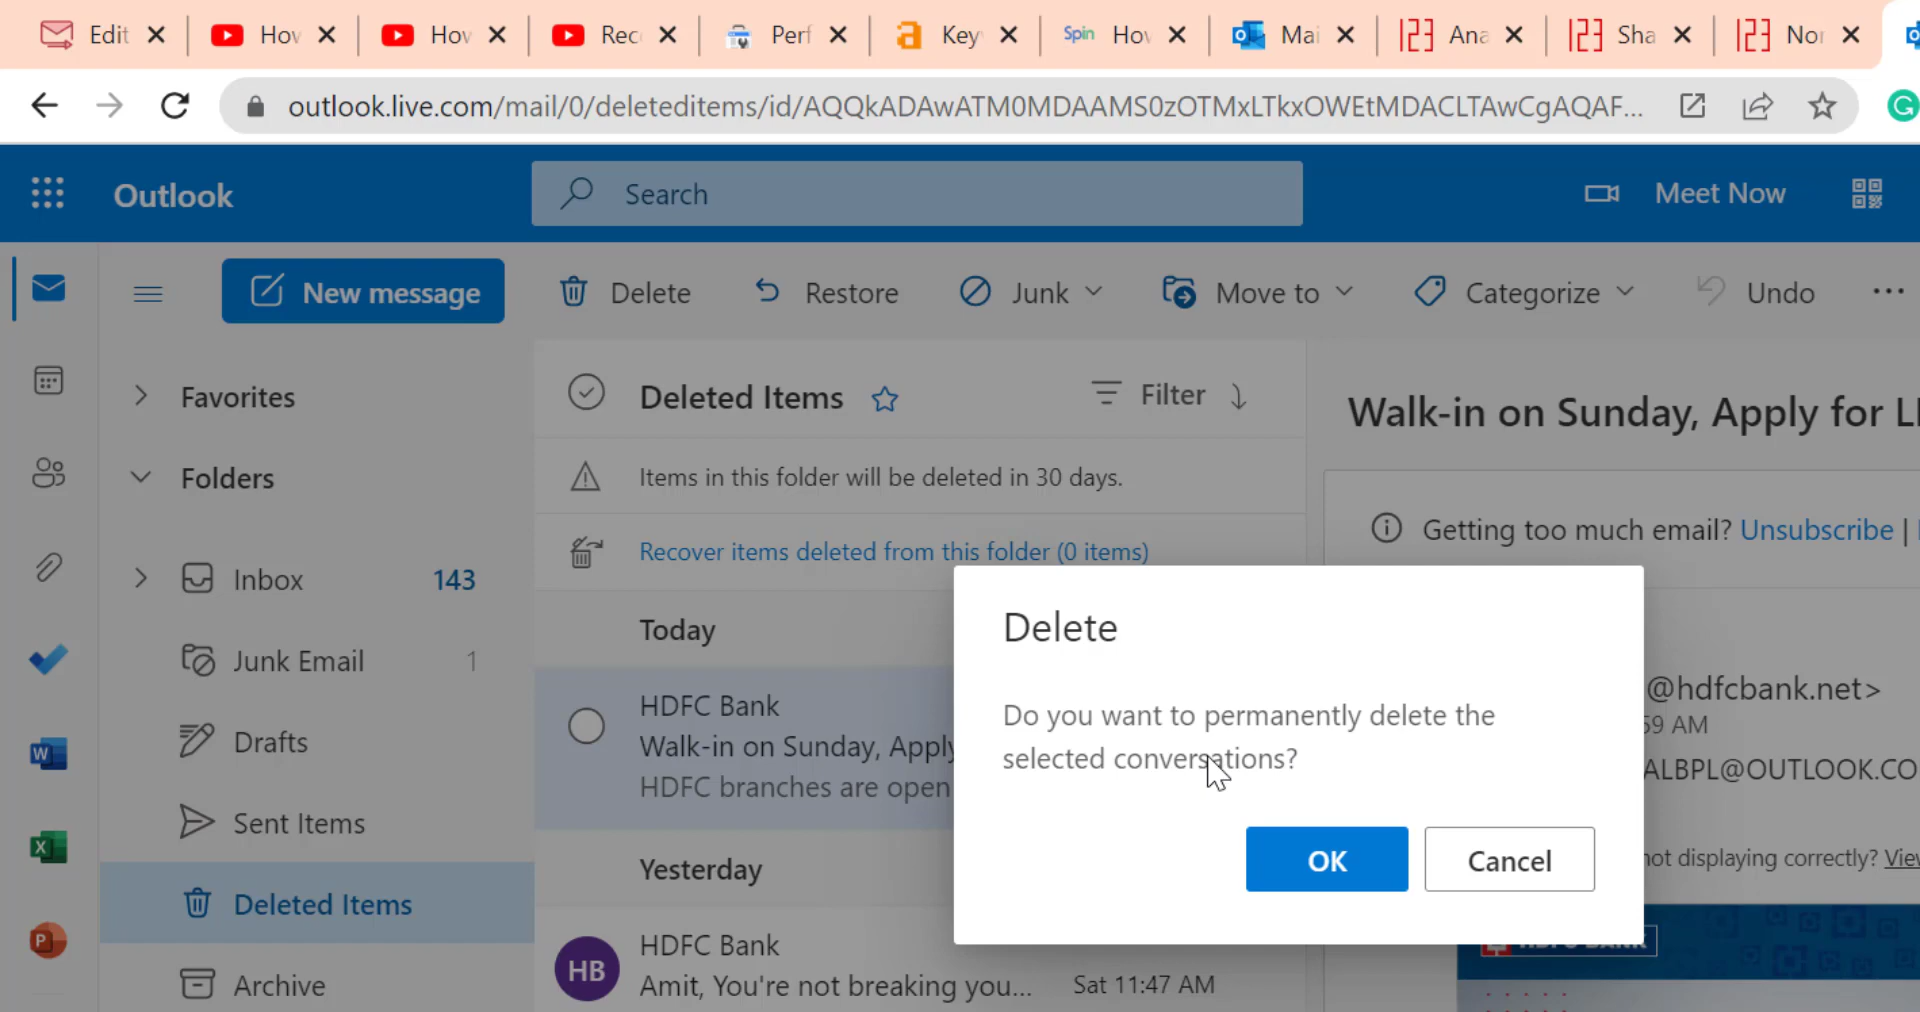 Edit Hov Hov Rec Perf Key Spin Hov Mai Ana Sha Nor
outlook.live.com/mail/0/deleteditems/id/AQQkADAwATM0MDAAMS0zOTMxLTkxOWEtMDACLTAwCgAQAF...
Outlook Search Meet Now
New message Delete Restore Junk Move to Categorize Undo
Favorites
Folders
Inbox 143
Junk Email 1
Drafts
Sent Items
Deleted Items
Archive
Deleted Items Filter
Items in this folder will be deleted in 30 days.
Recover items deleted from this folder (0 items)
Today
HDFC Bank
Walk-in on Sunday, Apply
HDFC branches are open
Yesterday
HB
HDFC Bank
Amit, You're not breaking you... Sat 11:47 AM
Walk-in on Sunday, Apply for
Getting too much email? Unsubscribe |
@hdfcbank.net>
59 AM
ALBPL@OUTLOOK.CO
not displaying correctly? View
HDFC BANK
Delete
Do you want to permanently delete the
selected conversations?
OK Cancel